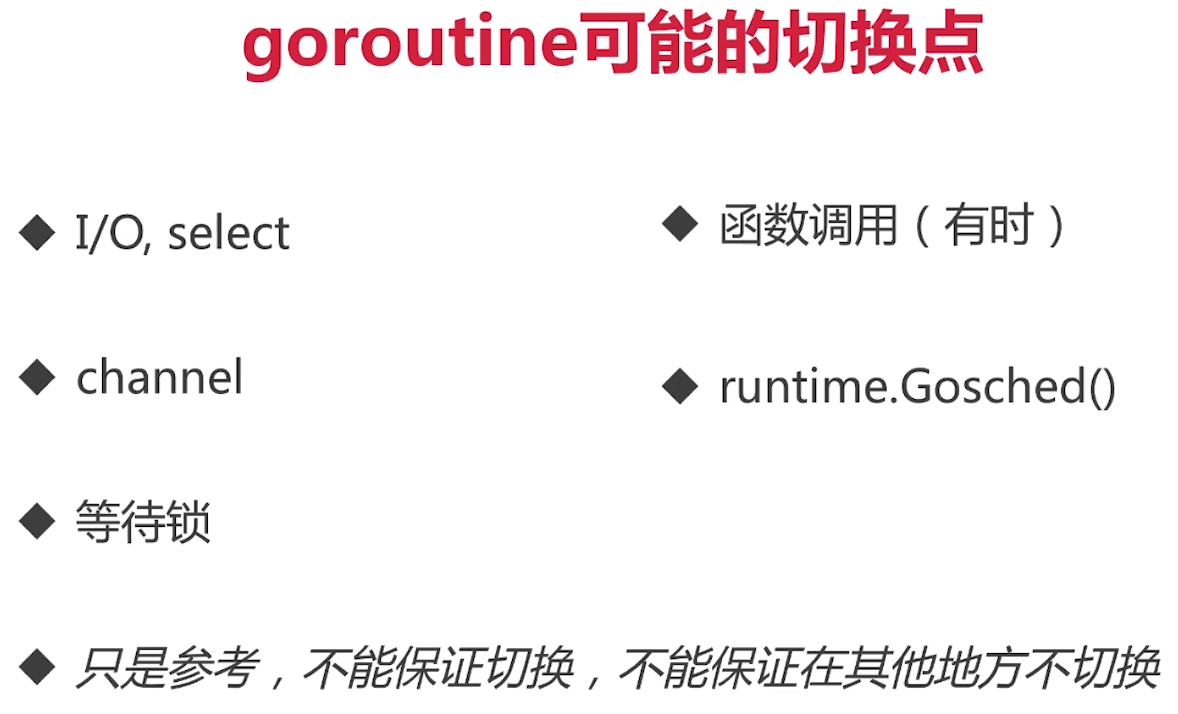 goroutine可能的切换点
◆ I/O, select
◆ channel
◆ 等待锁
◆ 函数调用（有时）
◆ runtime.Gosched()
◆ 只是参考，不能保证切换，不能保证在其他地方不切换